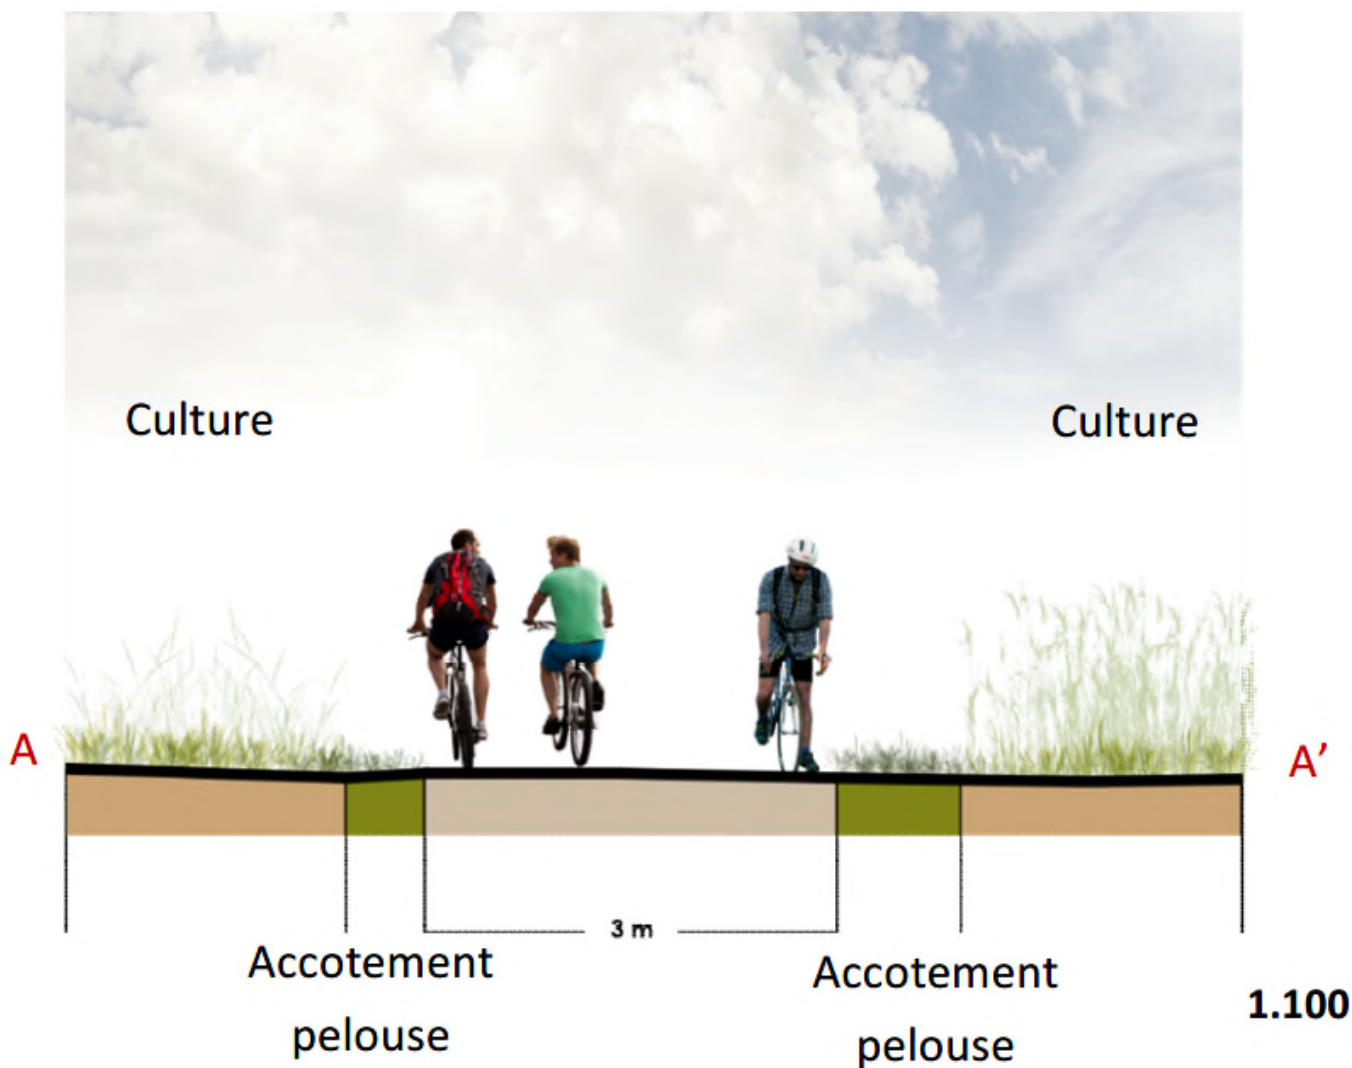 Culture
Culture
A
A’
3 m
Accotement
pelouse
Accotement
pelouse
1.100